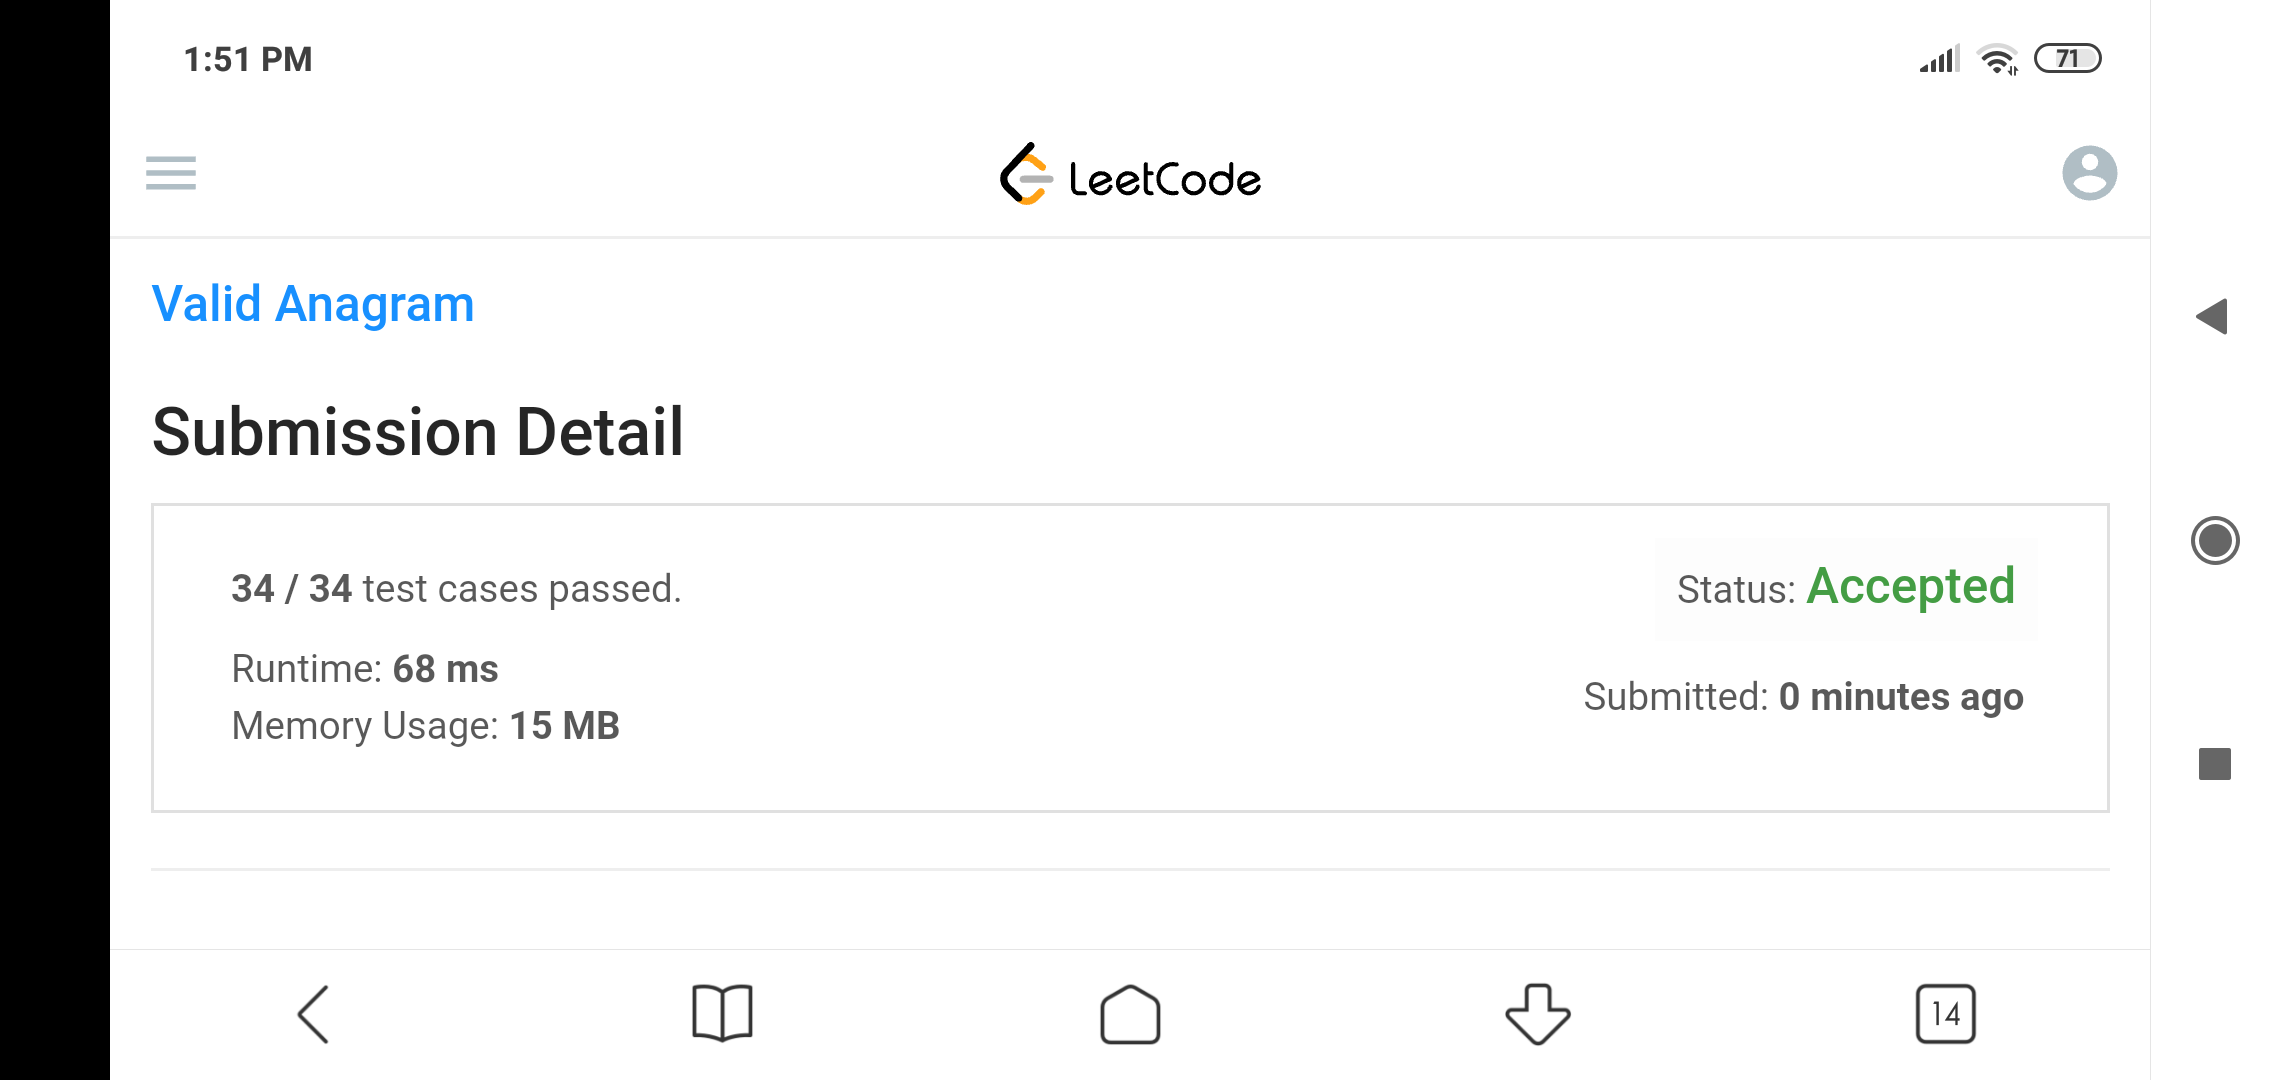 1:51 PM
71
LeetCode
Valid Anagram
Submission Detail
34 / 34 test cases passed.
Status: Accepted
Runtime: 68 ms
Submitted: 0 minutes ago
Memory Usage: 15 MB
14